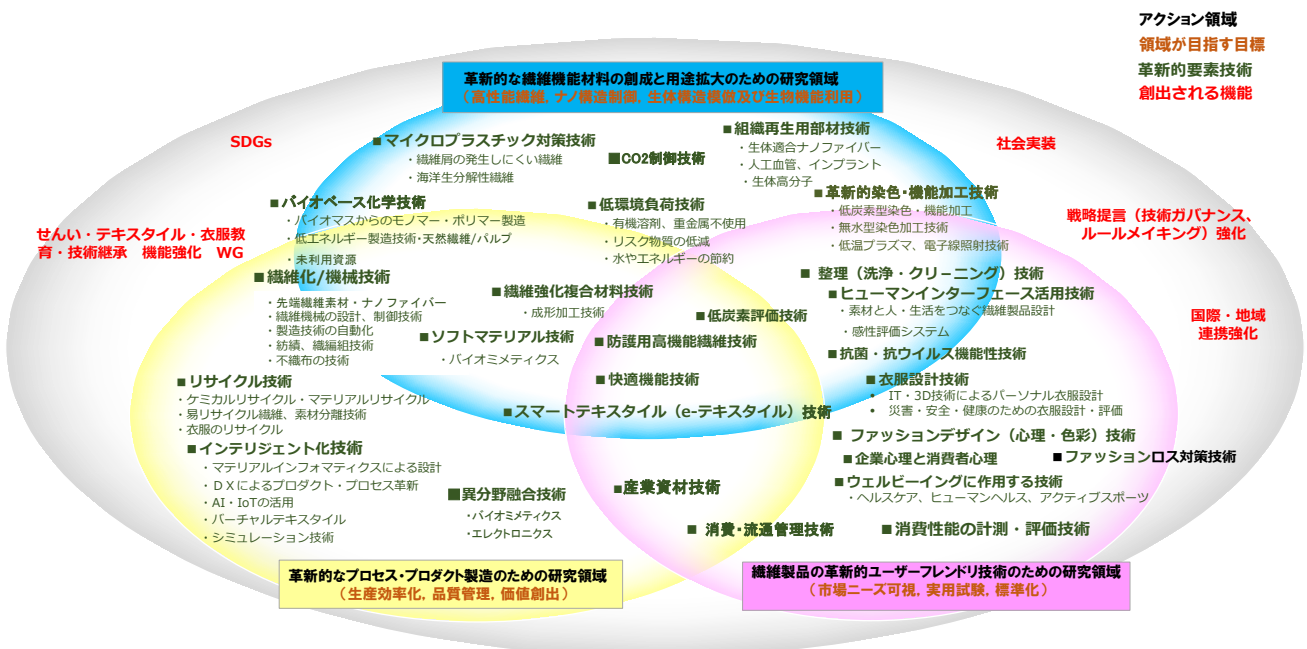 アクション領域
領域が目指す目標
革新的要素技術
創出される機能
革新的な繊維機能材料の創成と用途拡大のための研究領域
（高性能繊維, ナノ構造制御, 生体構造模倣及び生物機能利用）
SDGs
社会実装
せんい・テキスタイル・衣服教
育・技術継承　機能強化　WG
戦略提言（技術ガバナンス、
ルールメイキング）強化
国際・地域
連携強化
■マイクロプラスチック対策技術
・繊維屑の発生しにくい繊維
・海洋生分解性繊維
■CO2制御技術
■組織再生用部材技術
・生体適合ナノファイバー
・人工血管、インプラント
・生体高分子
■バイオベース化学技術
・バイオマスからのモノマー・ポリマー製造
・低エネルギー製造技術・天然繊維/パルプ
・未利用資源
■低環境負荷技術
・有機溶剤、重金属不使用
・リスク物質の低減
・水やエネルギーの節約
■革新的染色・機能加工技術
・低炭素型染色・機能加工
・無水型染色加工技術
・低温プラズマ、電子線照射技術
■繊維化/機械技術
・先端繊維素材・ナノファイバー
・繊維機械の設計、制御技術
・製造技術の自動化
・紡績、織編組技術
・不織布の技術
■繊維強化複合材料技術
・成形加工技術
■ソフトマテリアル技術
・バイオミメティクス
■低炭素評価技術
■防護用高機能繊維技術
■快適機能技術
■スマートテキスタイル（e-テキスタイル）技術
■ 整理（洗浄・クリーニング）技術
■ヒューマンインターフェース活用技術
・素材と人・生活をつなぐ繊維製品設計
・感性評価システム
■抗菌・抗ウイルス機能性技術
■衣服設計技術
• IT・3D技術によるパーソナル衣服設計
• 災害・安全・健康のための衣服設計・評価
■ ファッションデザイン（心理・色彩）技術
■企業心理と消費者心理
■ファッションロス対策技術
■ウェルビーイングに作用する技術
・ヘルスケア、ヒューマンヘルス、アクティブスポーツ
■リサイクル技術
・ケミカルリサイクル・マテリアルリサイクル
・易リサイクル繊維、素材分離技術
・衣服のリサイクル
■インテリジェント化技術
・マテリアルインフォマティクスによる設計
・ＤＸによるプロダクト・プロセス革新
・AI・IoTの活用
・バーチャルテキスタイル
・シミュレーション技術
■異分野融合技術
・バイオミメティクス
・エレクトロニクス
■産業資材技術
■ 消費・流通管理技術
■消費性能の計測・評価技術
革新的なプロセス・プロダクト製造のための研究領域
（生産効率化, 品質管理, 価値創出）
繊維製品の革新的ユーザーフレンドリ技術のための研究領域
（市場ニーズ可視, 実用試験, 標準化）